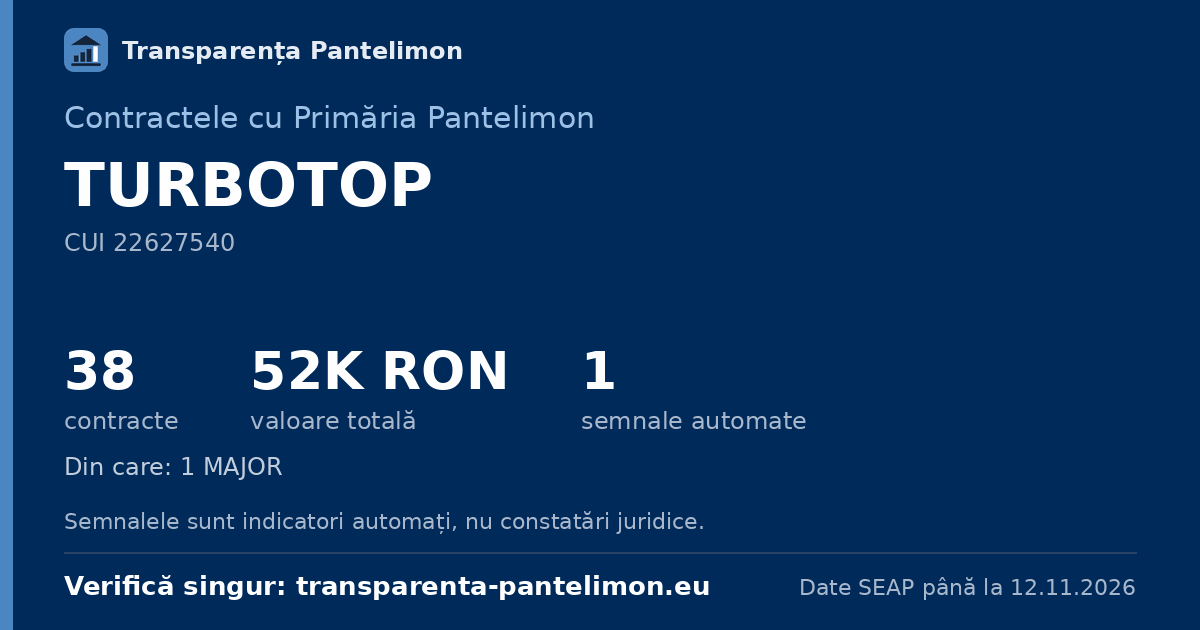 Transparența Pantelimon
Contractele cu Primăria Pantelimon
TURBOTOP
CUI 22627540
38
contracte
52K RON
valoare totală
1
semnale automate
Din care: 1 MAJOR
Semnalele sunt indicatori automați, nu constatări juridice.
Verifică singur: transparenta-pantelimon.eu
Date SEAP până la 12.11.2026